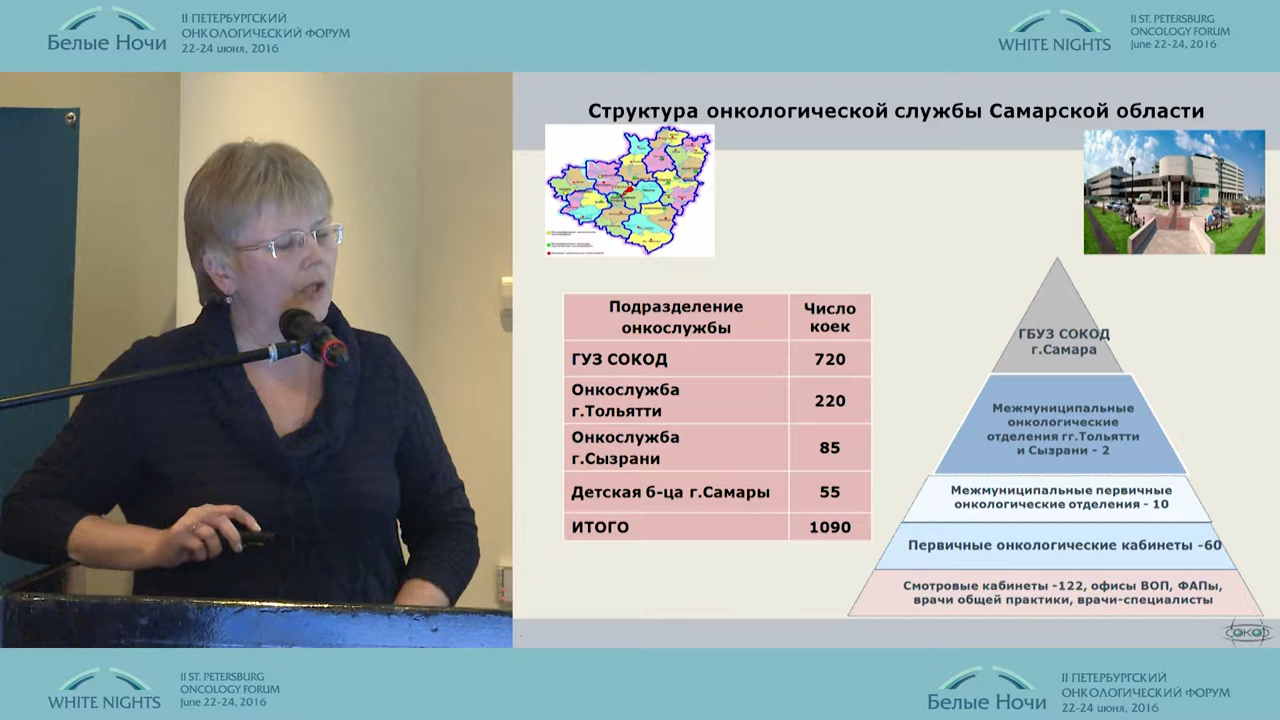 Белые Ночи
II ПЕТЕРБУРГСКИЙ
ОНКОЛОГИЧЕСКИЙ ФОРУМ
22-24 июня, 2016
WHITE NIGHTS
II ST. PETERSBURG
ONCOLOGY FORUM
June 22-24, 2016
Структура онкологической службы Самарской области
Подразделение
онкослужбы
Число
коек
ГУЗ СОКОД
720
Онкослужба
г.Тольятти
220
Онкослужба
г.Сызрани
85
Детская б-ца г.Самары
55
ИТОГО
1090
ГБУЗ СОКОД
г.Самара
Межмуниципальные
онкологические
отделения гг.Тольятти
и Сызрани - 2
Межмуниципальные первичные
онкологические отделения - 10
Первичные онкологические кабинеты -60
Смотровые кабинеты -122, офисы ВОП, ФАПы,
врачи общей практики, врачи-специалисты
СОКОД
WHITE NIGHTS
II ST. PETERSBURG
ONCOLOGY FORUM
June 22-24, 2016
Белые Ночи
II ПЕТЕРБУРГСКИЙ
ОНКОЛОГИЧЕСКИЙ ФОРУМ
22-24 июня, 2016